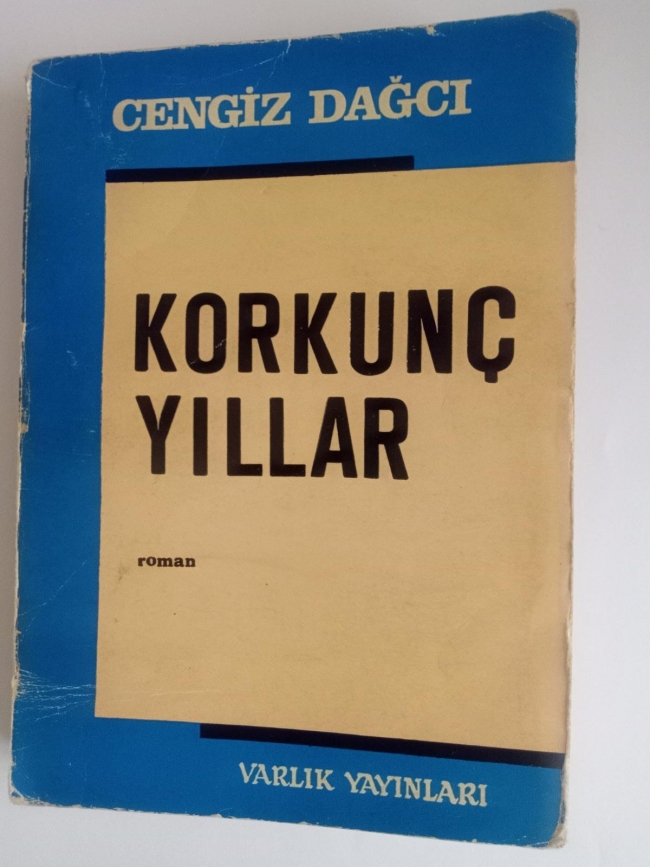 CENGİZ DAĞCI
KORKUNÇ
YILLAR
roman
VARLIK YAYINLARI